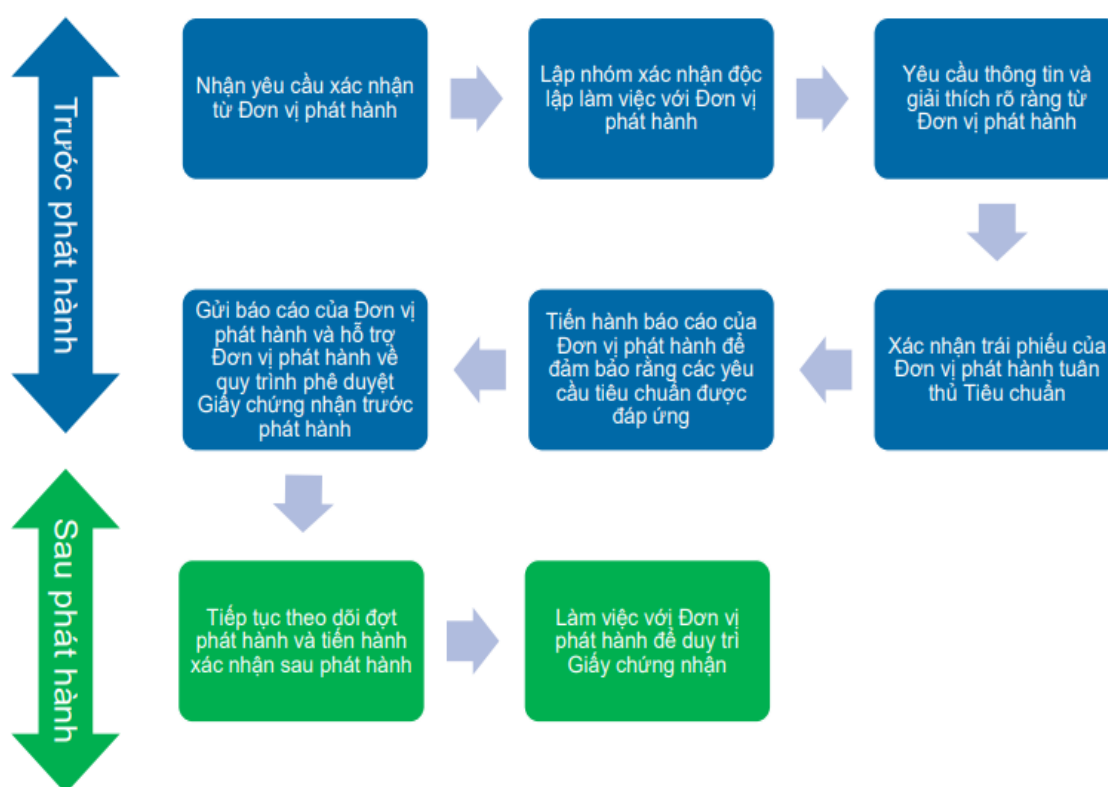 Trước phát hành
Nhận yêu cầu xác nhận
từ Đơn vị phát hành
Lập nhóm xác nhận độc
lập làm việc với Đơn vị
phát hành
Yêu cầu thông tin và
giải thích rõ ràng từ
Đơn vị phát hành
Xác nhận trái phiếu của
Đơn vị phát hành tuân
thủ Tiêu chuẩn
Tiến hành báo cáo của
Đơn vị phát hành để
đảm bảo rằng các yêu
cầu tiêu chuẩn được
đáp ứng
Gửi báo cáo của Đơn vị
phát hành và hỗ trợ
Đơn vị phát hành về
quy trình phê duyệt
Giấy chứng nhận trước
phát hành
Sau phát hành
Tiếp tục theo dõi đợt
phát hành và tiến hành
xác nhận sau phát hành
Làm việc với Đơn vị
phát hành để duy trì
Giấy chứng nhận